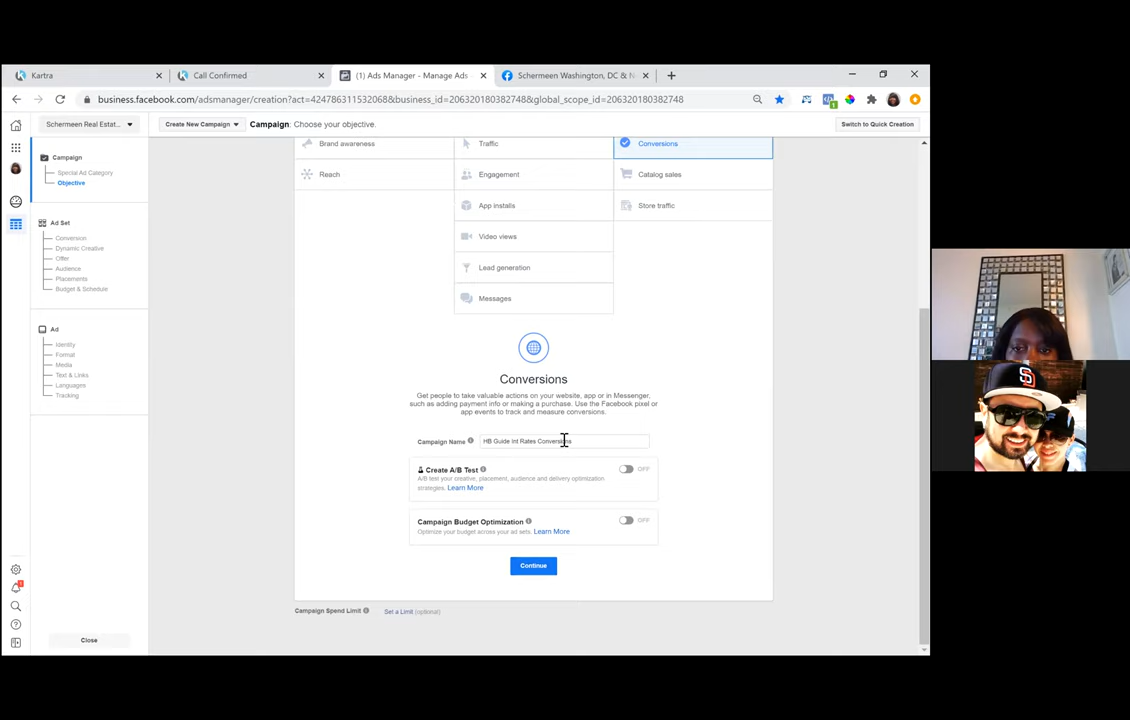 Kartra
Call Confirmed
(1) Ads Manager - Manage Ads
Schermeen Washington, DC & N
business.facebook.com/adsmanager/creation?act=424786311532068&business_id=206320180382748&global_scope_id=206320180382748
Schermeen Real Estat...
Create New Campaign
Campaign: Choose your objective.
Switch to Quick Creation
Campaign
Special Ad Category
Objective
Ad Set
Conversion
Dynamic Creative
Offer
Audience
Placements
Budget & Schedule
Ad
Identity
Format
Media
Text & Links
Languages
Tracking
Close
Brand awareness
Traffic
Conversions
Reach
Engagement
Catalog sales
App installs
Store traffic
Video views
Lead generation
Messages
Conversions
Get people to take valuable actions on your website, app or in Messenger,
such as adding payment info or making a purchase. Use the Facebook pixel or
app events to track and measure conversions.
Campaign Name
HB Guide Int Rates Conversions
Create A/B Test
OFF
A/B test your creative, placement, audience and delivery optimization
strategies. Learn More
Campaign Budget Optimization
OFF
Optimize your budget across your ad sets. Learn More
Continue
Campaign Spend Limit
Set a Limit (optional)